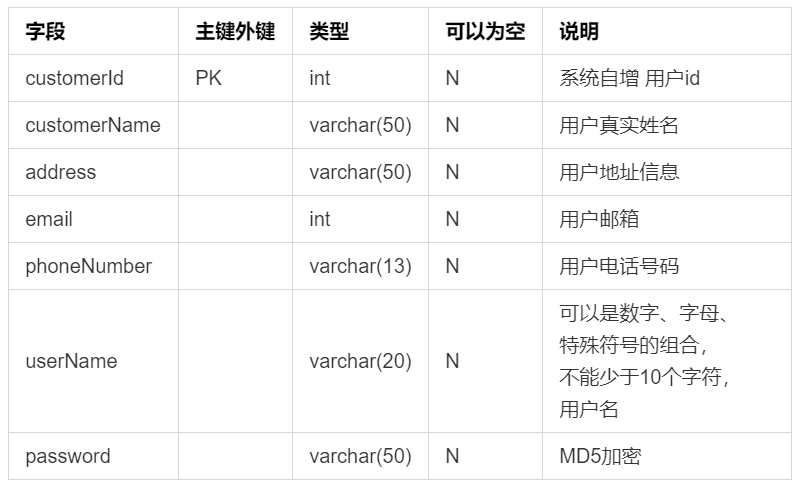 字段 主键外键 类型 可以为空 说明
customerId PK int N 系统自增 用户id
customerName varchar(50) N 用户真实姓名
address varchar(50) N 用户地址信息
email int N 用户邮箱
phoneNumber varchar(13) N 用户电话号码
可以是数字、字母、
特殊符号的组合，
userName varchar(20) N 不能少于10个字符，
用户名
password varchar(50) N MD5加密